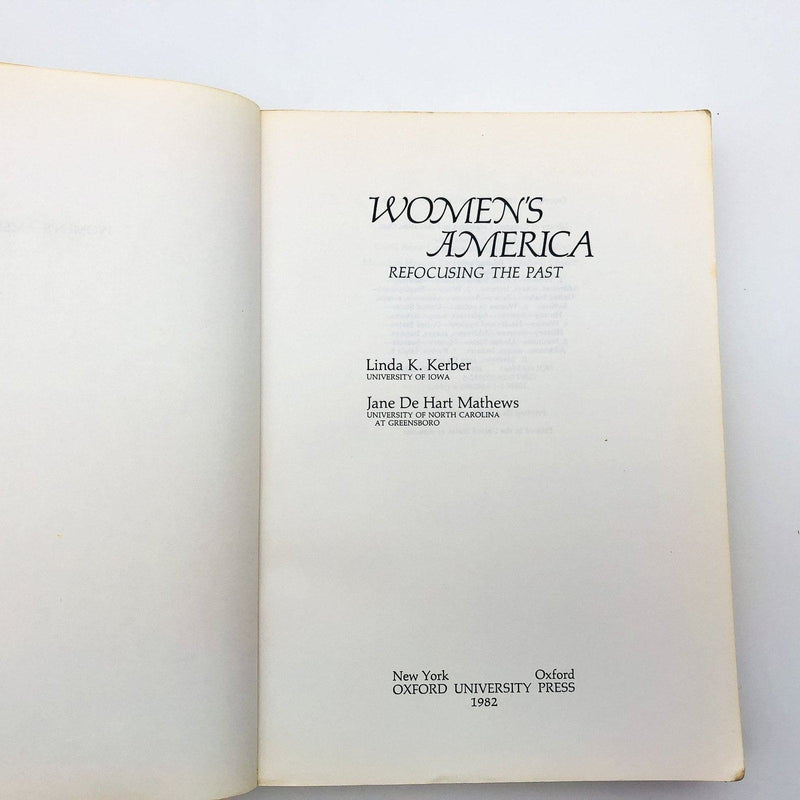 WOMEN'S
AMERICA
REFOCUSING THE PAST
Linda K. Kerber
UNIVERSITY OF IOWA
Jane De Hart Mathews
UNIVERSITY OF NORTH CAROLINA
AT GREENSBORO
New York Oxford
OXFORD UNIVERSITY PRESS
1982